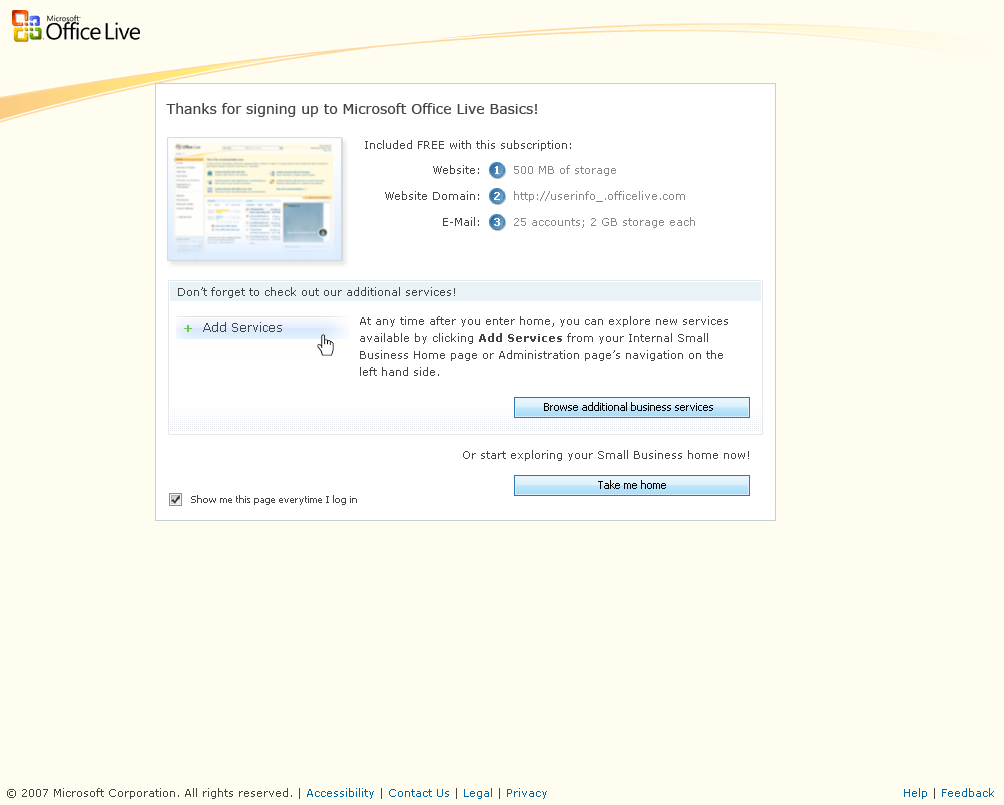 Microsoft
Office Live
Thanks for signing up to Microsoft Office Live Basics!
Included FREE with this subscription:
Website: 1 500 MB of storage
Website Domain: 2 http://userinfo_.officelive.com
E-Mail: 3 25 accounts; 2 GB storage each
Don't forget to check out our additional services!
+ Add Services
At any time after you enter home, you can explore new services
available by clicking Add Services from your Internal Small
Business Home page or Administration page's navigation on the
left hand side.
Browse additional business services
Or start exploring your Small Business home now!
Take me home
Show me this page everytime I log in
© 2007 Microsoft Corporation. All rights reserved. | Accessibility | Contact Us | Legal | Privacy
Help | Feedback